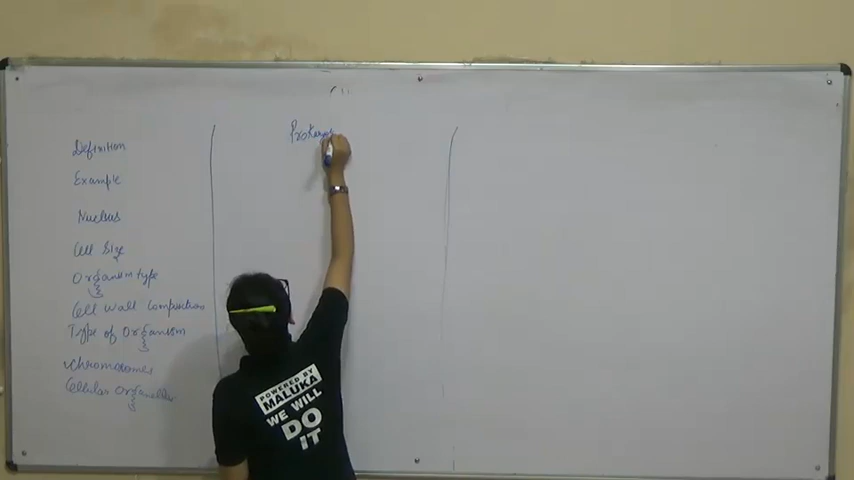 Prokaryot
Definition
Example
Nucleus
Cell Size
Organism type
Cell wall Composition
Type of Organism
Chromosomes
Cellular Organelles
POWERED BY
MALUKA
WE WILL
DO
IT